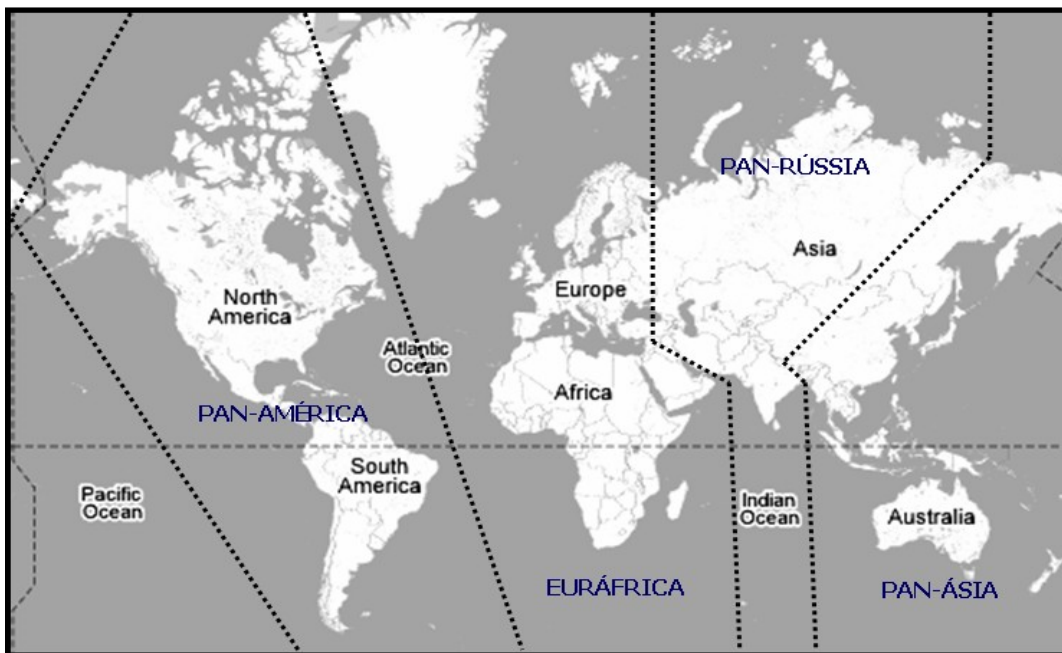 PAN-RÚSSIA
Asia
Europe
North
America
Atlantic
Ocean
Africa
PAN-AMÉRICA
South
America
Pacific
Ocean
Indian
Ocean
Australia
EURÁFRICA
PAN-ÁSIA